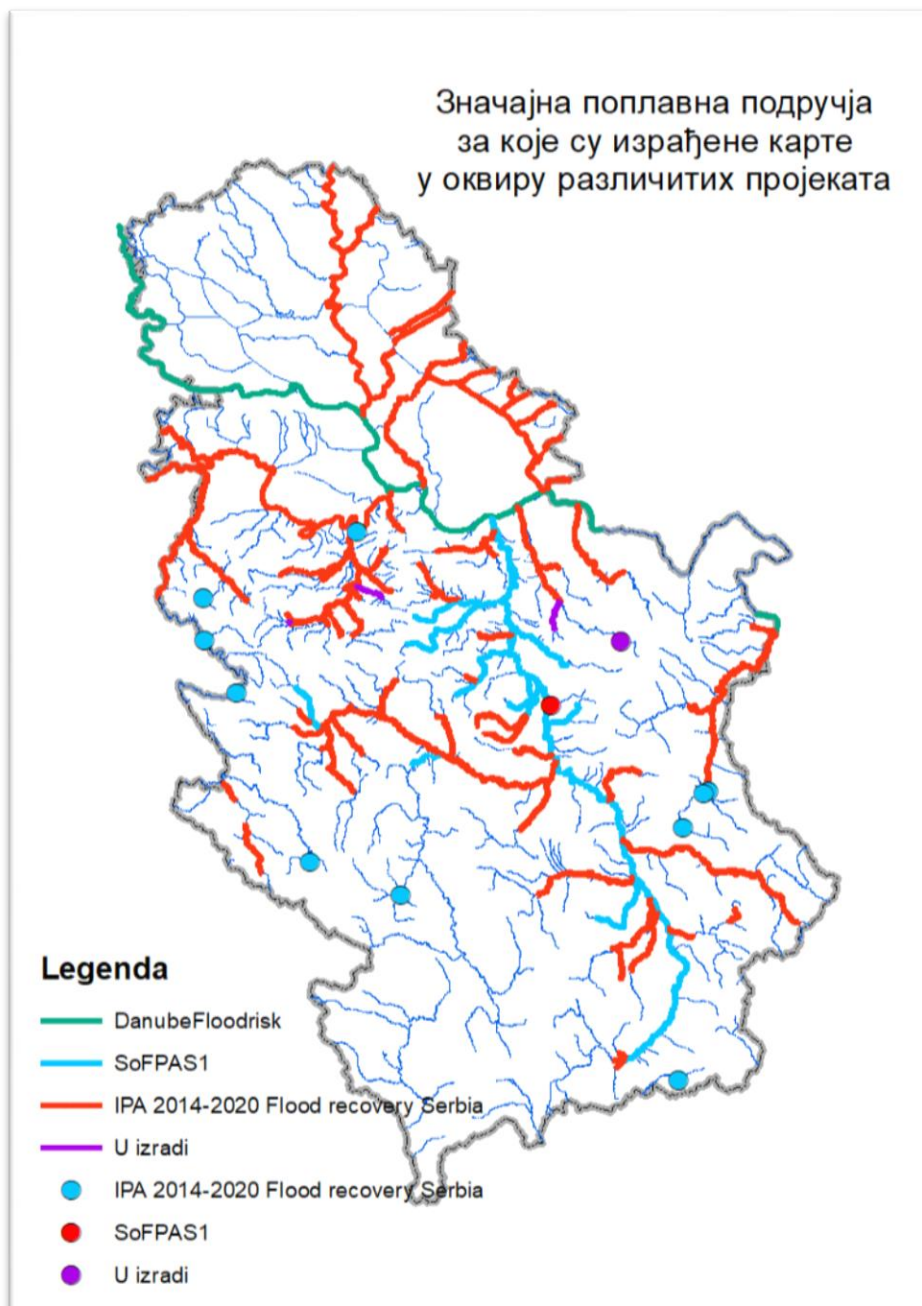 Значајна поплавна подручја
за које су израђене карте
у оквиру различитих пројеката
Legenda
DanubeFloodrisk
SoFPAS1
IPA 2014-2020 Flood recovery Serbia
U izradi
IPA 2014-2020 Flood recovery Serbia
SoFPAS1
U izradi